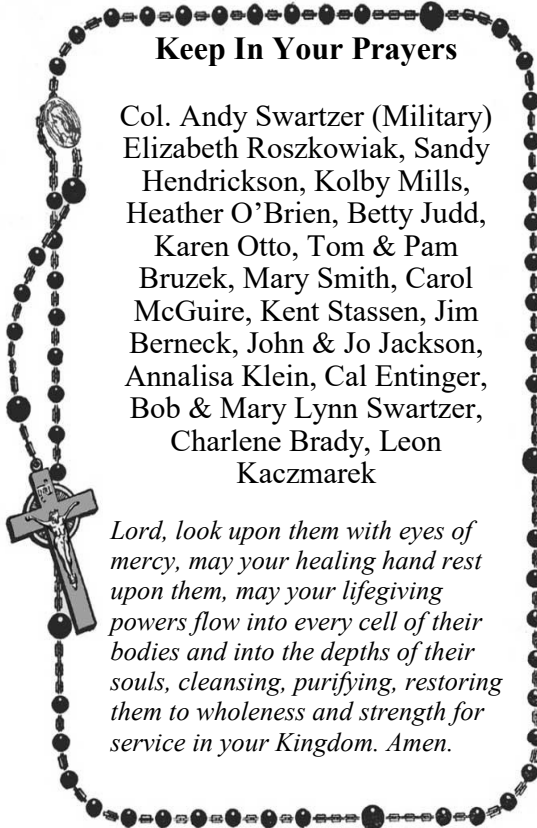 Keep In Your Prayers
Col. Andy Swartzer (Military)
Elizabeth Roszkowiak, Sandy
Hendrickson, Kolby Mills,
Heather O’Brien, Betty Judd,
Karen Otto, Tom & Pam
Bruzek, Mary Smith, Carol
McGuire, Kent Stassen, Jim
Berneck, John & Jo Jackson,
Annalisa Klein, Cal Entinger,
Bob & Mary Lynn Swartzer,
Charlene Brady, Leon
Kaczmarek
Lord, look upon them with eyes of
mercy, may your healing hand rest
upon them, may your lifegiving
powers flow into every cell of their
bodies and into the depths of their
souls, cleansing, purifying, restoring
them to wholeness and strength for
service in your Kingdom. Amen.